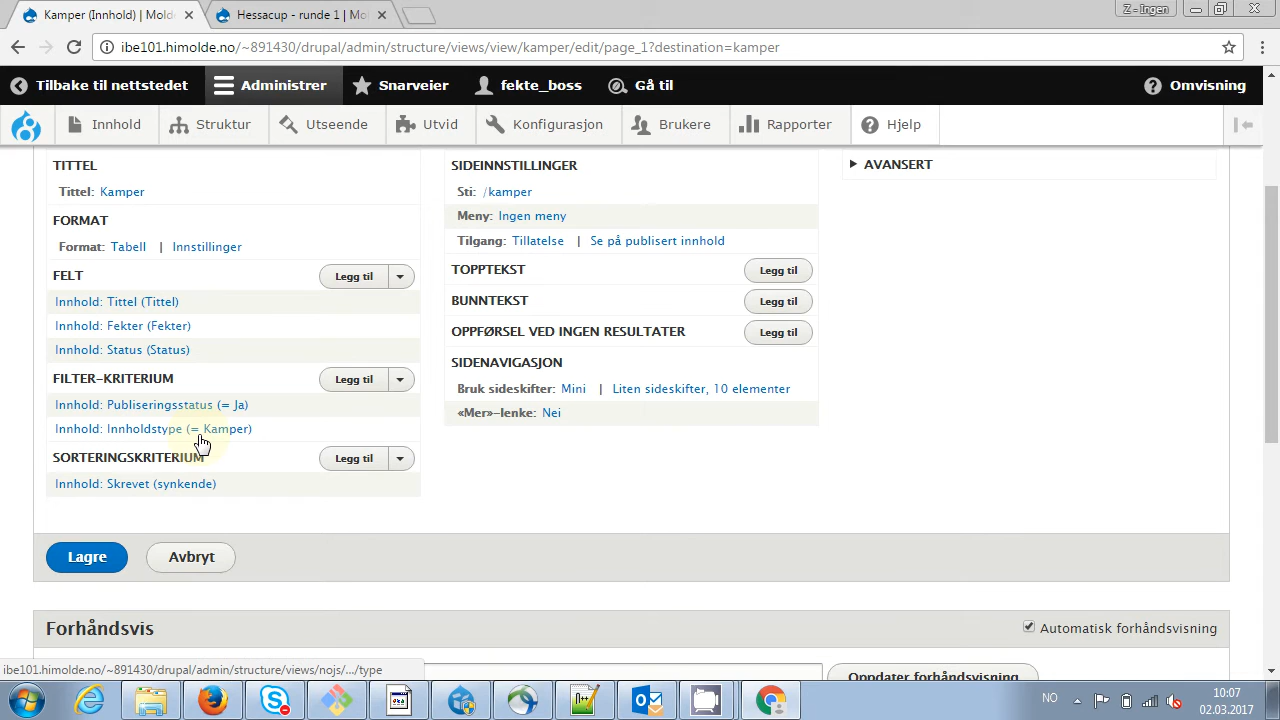 Kamper (Innhold) | Mold
Hessacup - runde 1 | Mo
Z - Ingen
ibe101.himolde.no/~891430/drupal/admin/structure/views/view/kamper/edit/page_1?destination=kamper
Tilbake til nettstedet
Administrer
Snarveier
fekte_boss
Gå til
Omvisning
Innhold
Struktur
Utseende
Utvid
Konfigurasjon
Brukere
Rapporter
Hjelp
TITTEL
Tittel: Kamper
FORMAT
Format: Tabell | Innstillinger
FELT
Legg til
Innhold: Tittel (Tittel)
Innhold: Fekter (Fekter)
Innhold: Status (Status)
FILTER-KRITERIUM
Legg til
Innhold: Publiseringsstatus (= Ja)
Innhold: Innholdstype (= Kamper)
SORTERINGSKRITERIUM
Legg til
Innhold: Skrevet (synkende)
SIDEINNSTILLINGER
Sti: /kamper
Meny: Ingen meny
Tilgang: Tillatelse | Se på publisert innhold
TOPPTEKST
Legg til
BUNNTEKST
Legg til
OPPFØRSEL VED INGEN RESULTATER
Legg til
SIDENAVIGASJON
Bruk sideskifter: Mini | Liten sideskifter, 10 elementer
«Mer»-lenke: Nei
AVANSERT
Lagre
Avbryt
Forhåndsvis
Automatisk forhåndsvisning
Oppdater forhåndsvisning
ibe101.himolde.no/~891430/drupal/admin/structure/views/nojs/.../type
NO
10:07
02.03.2017